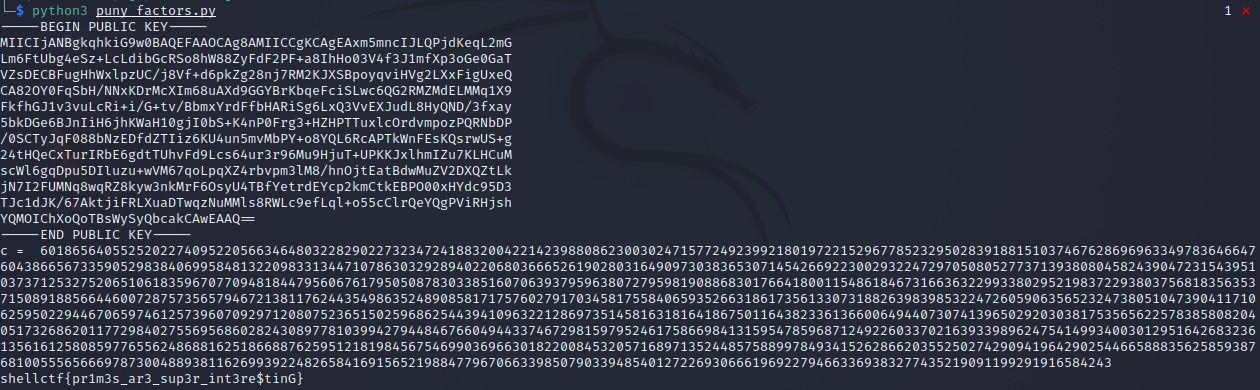 └─$ python3 puny_factors.py 1 ×
-----BEGIN PUBLIC KEY-----
MIICIjANBgkqhkiG9w0BAQEFAAOCAg8AMIICCgKCAgEAxm5mncIJLQPjdKeqL2mG
Lm6FtUbg4eSz+LcLdibGcRSo8hW88ZyFdF2PF+a8IhHo03V4f3J1mfXp3oGe0GaT
VZsDECBFugHhWxlpzUC/j8Vf+d6pkZg28nj7RM2KJXSBpoyqviHVg2LXxFigUxeQ
CA82OY0FqSbH/NNxKDrMcXIm68uAXd9GGYBrKbqeFciSLwc6QG2RMZMdELMMq1X9
FkfhGJ1v3vuLcRi+i/G+tv/BbmxYrdFfbHARiSg6LxQ3VvEXJudL8HyQND/3fxay
5bkDGe6BJnIiH6jhKWaH10gjI0bS+K4nP0Frg3+HZHPTTuxlcOrdvmpozPQRNbDP
/0SCTyJqF088bNzEDfdZTIiz6KU4un5mvMbPY+o8YQL6RcAPTkWnFEsKQsrwUS+g
24tHQeCxTurIRbE6gdtTUhvFd9Lcs64ur3r96Mu9HjuT+UPKKJxlhmIZu7KLHCuM
scWl6gqDpu5DIluzu+wVM67qoLpqXZ4rbvpm3lM8/hnOjtEatBdwMuZV2DXQZtLk
jN7I2FUMNq8wqRZ8kyw3nkMrF6OsyU4TBfYetrdEYcp2kmCtkEBPO00xHYdc95D3
TJc1dJK/67AktjiFRLXuaDTwqzNuMMls8RWLc9efLql+o55cClrQeYQgPViRHjsh
YQMOIChXoQoTBsWySyQbcakCAwEAAQ==
-----END PUBLIC KEY-----
c = 601865640552520227409522056634648032282902273234724188320042214239880862300302471577249239921801972215296778523295028391881510374676286969633497836466476043866567335905298384069958481322098331344710786303292894022068036665261902803164909730383653071454266922300293224729705080527737139380804582439047231543951037371253275206510618359670770948184479560676179505087830338516070639379596380727959819088683017664180011548618467316636322993380295219837229380375681835635371508918856644600728757356579467213811762443549863524890858171757602791703458175584065935266318617356133073188263983985322472605906356523247380510473904117106259502294467065974612573960709297120807523651502596862544394109632212869735145816318164186750116438233613660064944073074139650292030381753565622578385808204051732686201177298402755695686028243089778103994279448467660494433746729815979524617586698413159547859687124922603370216393398962475414993400301295164268323613561612580859776556246886816251866887626595121819845675469903696630182200845320571689713524485758899784934152628662035525027429094196429025446658883562585938768100555656669787300488938116269939224826584169156521988477967066339850790339485401272269306661969227946633693832774352190911992919165842​43
shellctf{pr1m3s_ar3_sup3r_int3re$tinG}